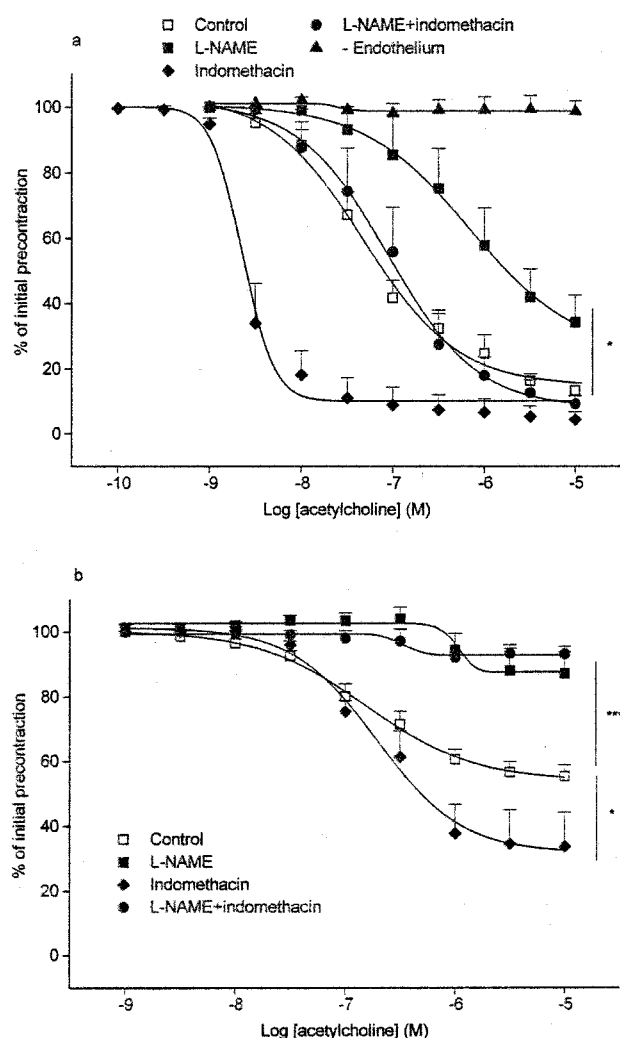 a
Control
L-NAME
Indomethacin
L-NAME+indomethacin
- Endothelium
100
80
60
40
20
0
% of initial precontraction
*
-10 -9 -8 -7 -6 -5
Log [acetylcholine] (M)
b
100
80
60
40
20
0
% of initial precontraction
*
Control
L-NAME
Indomethacin
L-NAME+indomethacin
-9 -8 -7 -6 -5
Log [acetylcholine] (M)